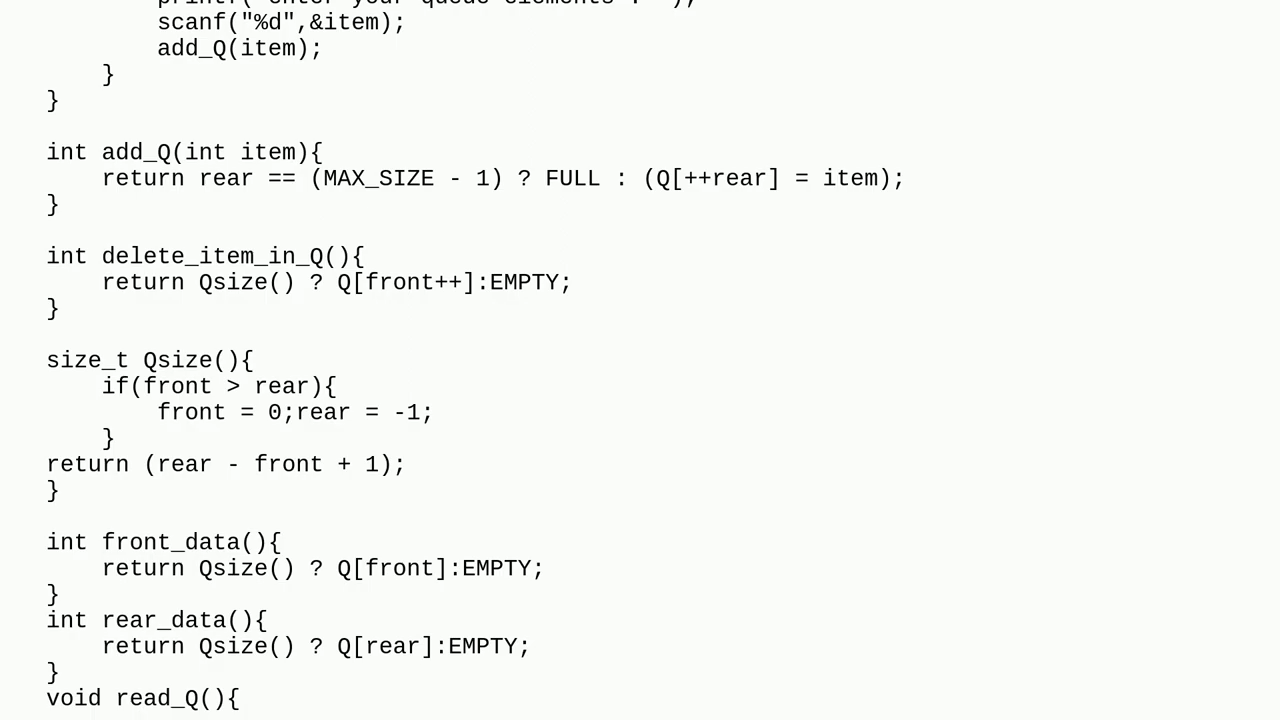 scanf("%d",&item);
add_Q(item);
}
}
int add_Q(int item){
return rear == (MAX_SIZE - 1) ? FULL : (Q[++rear] = item);
}
int delete_item_in_Q(){
return Qsize() ? Q[front++]:EMPTY;
}
size_t Qsize(){
if(front > rear){
front = 0;rear = -1;
}
return (rear - front + 1);
}
int front_data(){
return Qsize() ? Q[front]:EMPTY;
}
int rear_data(){
return Qsize() ? Q[rear]:EMPTY;
}
void read_Q(){